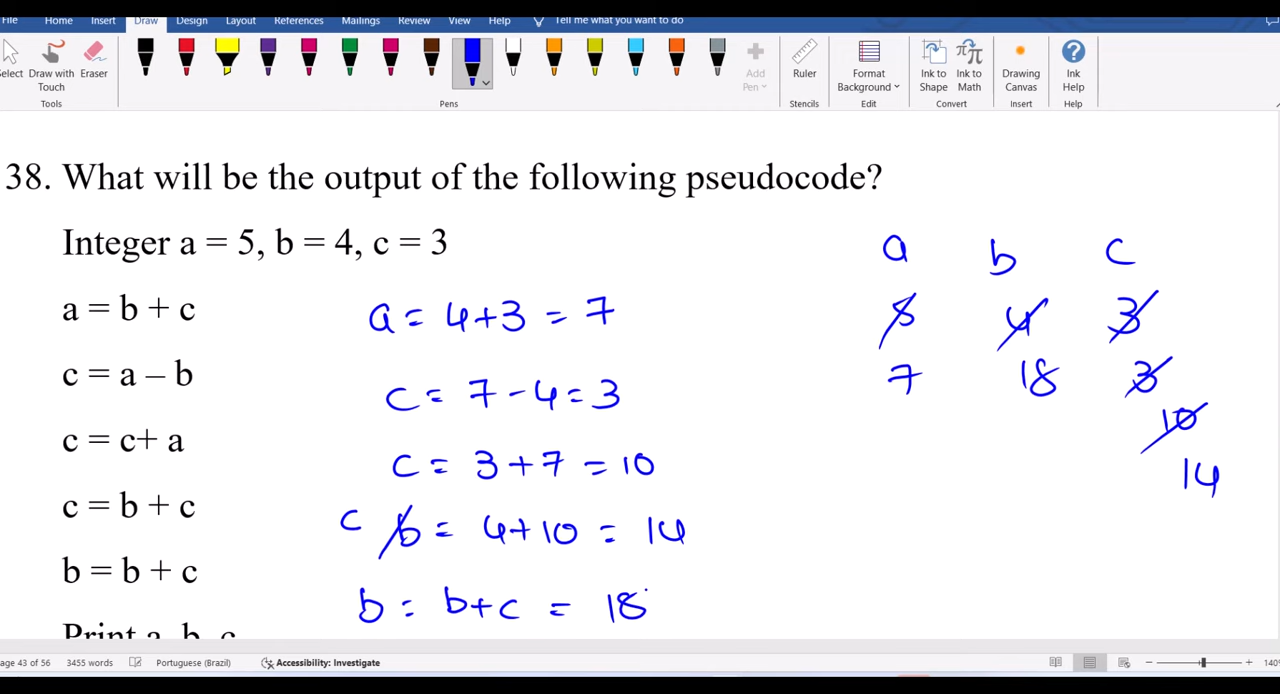 File Home Insert Draw Design Layout References Mailings Review View Help Tell me what you want to do
Select Draw with Touch Eraser Add Pen Ruler Format Background Ink to Shape Ink to Math Drawing Canvas Ink Help
Tools Pens Stencils Edit Convert Insert Help
38. What will be the output of the following pseudocode?
Integer a = 5, b = 4, c = 3
a b c
a = b + c a = 4+3 = 7 5 4 3
c = a – b c = 7 - 4 = 3 7 18 3
c = c+ a c = 3 + 7 = 10 10
14
c = b + c c b = 4+10 = 14
b = b + c b = b+c = 18
Print a, b, c
Page 43 of 56 3455 words Portuguese (Brazil) Accessibility: Investigate 140%